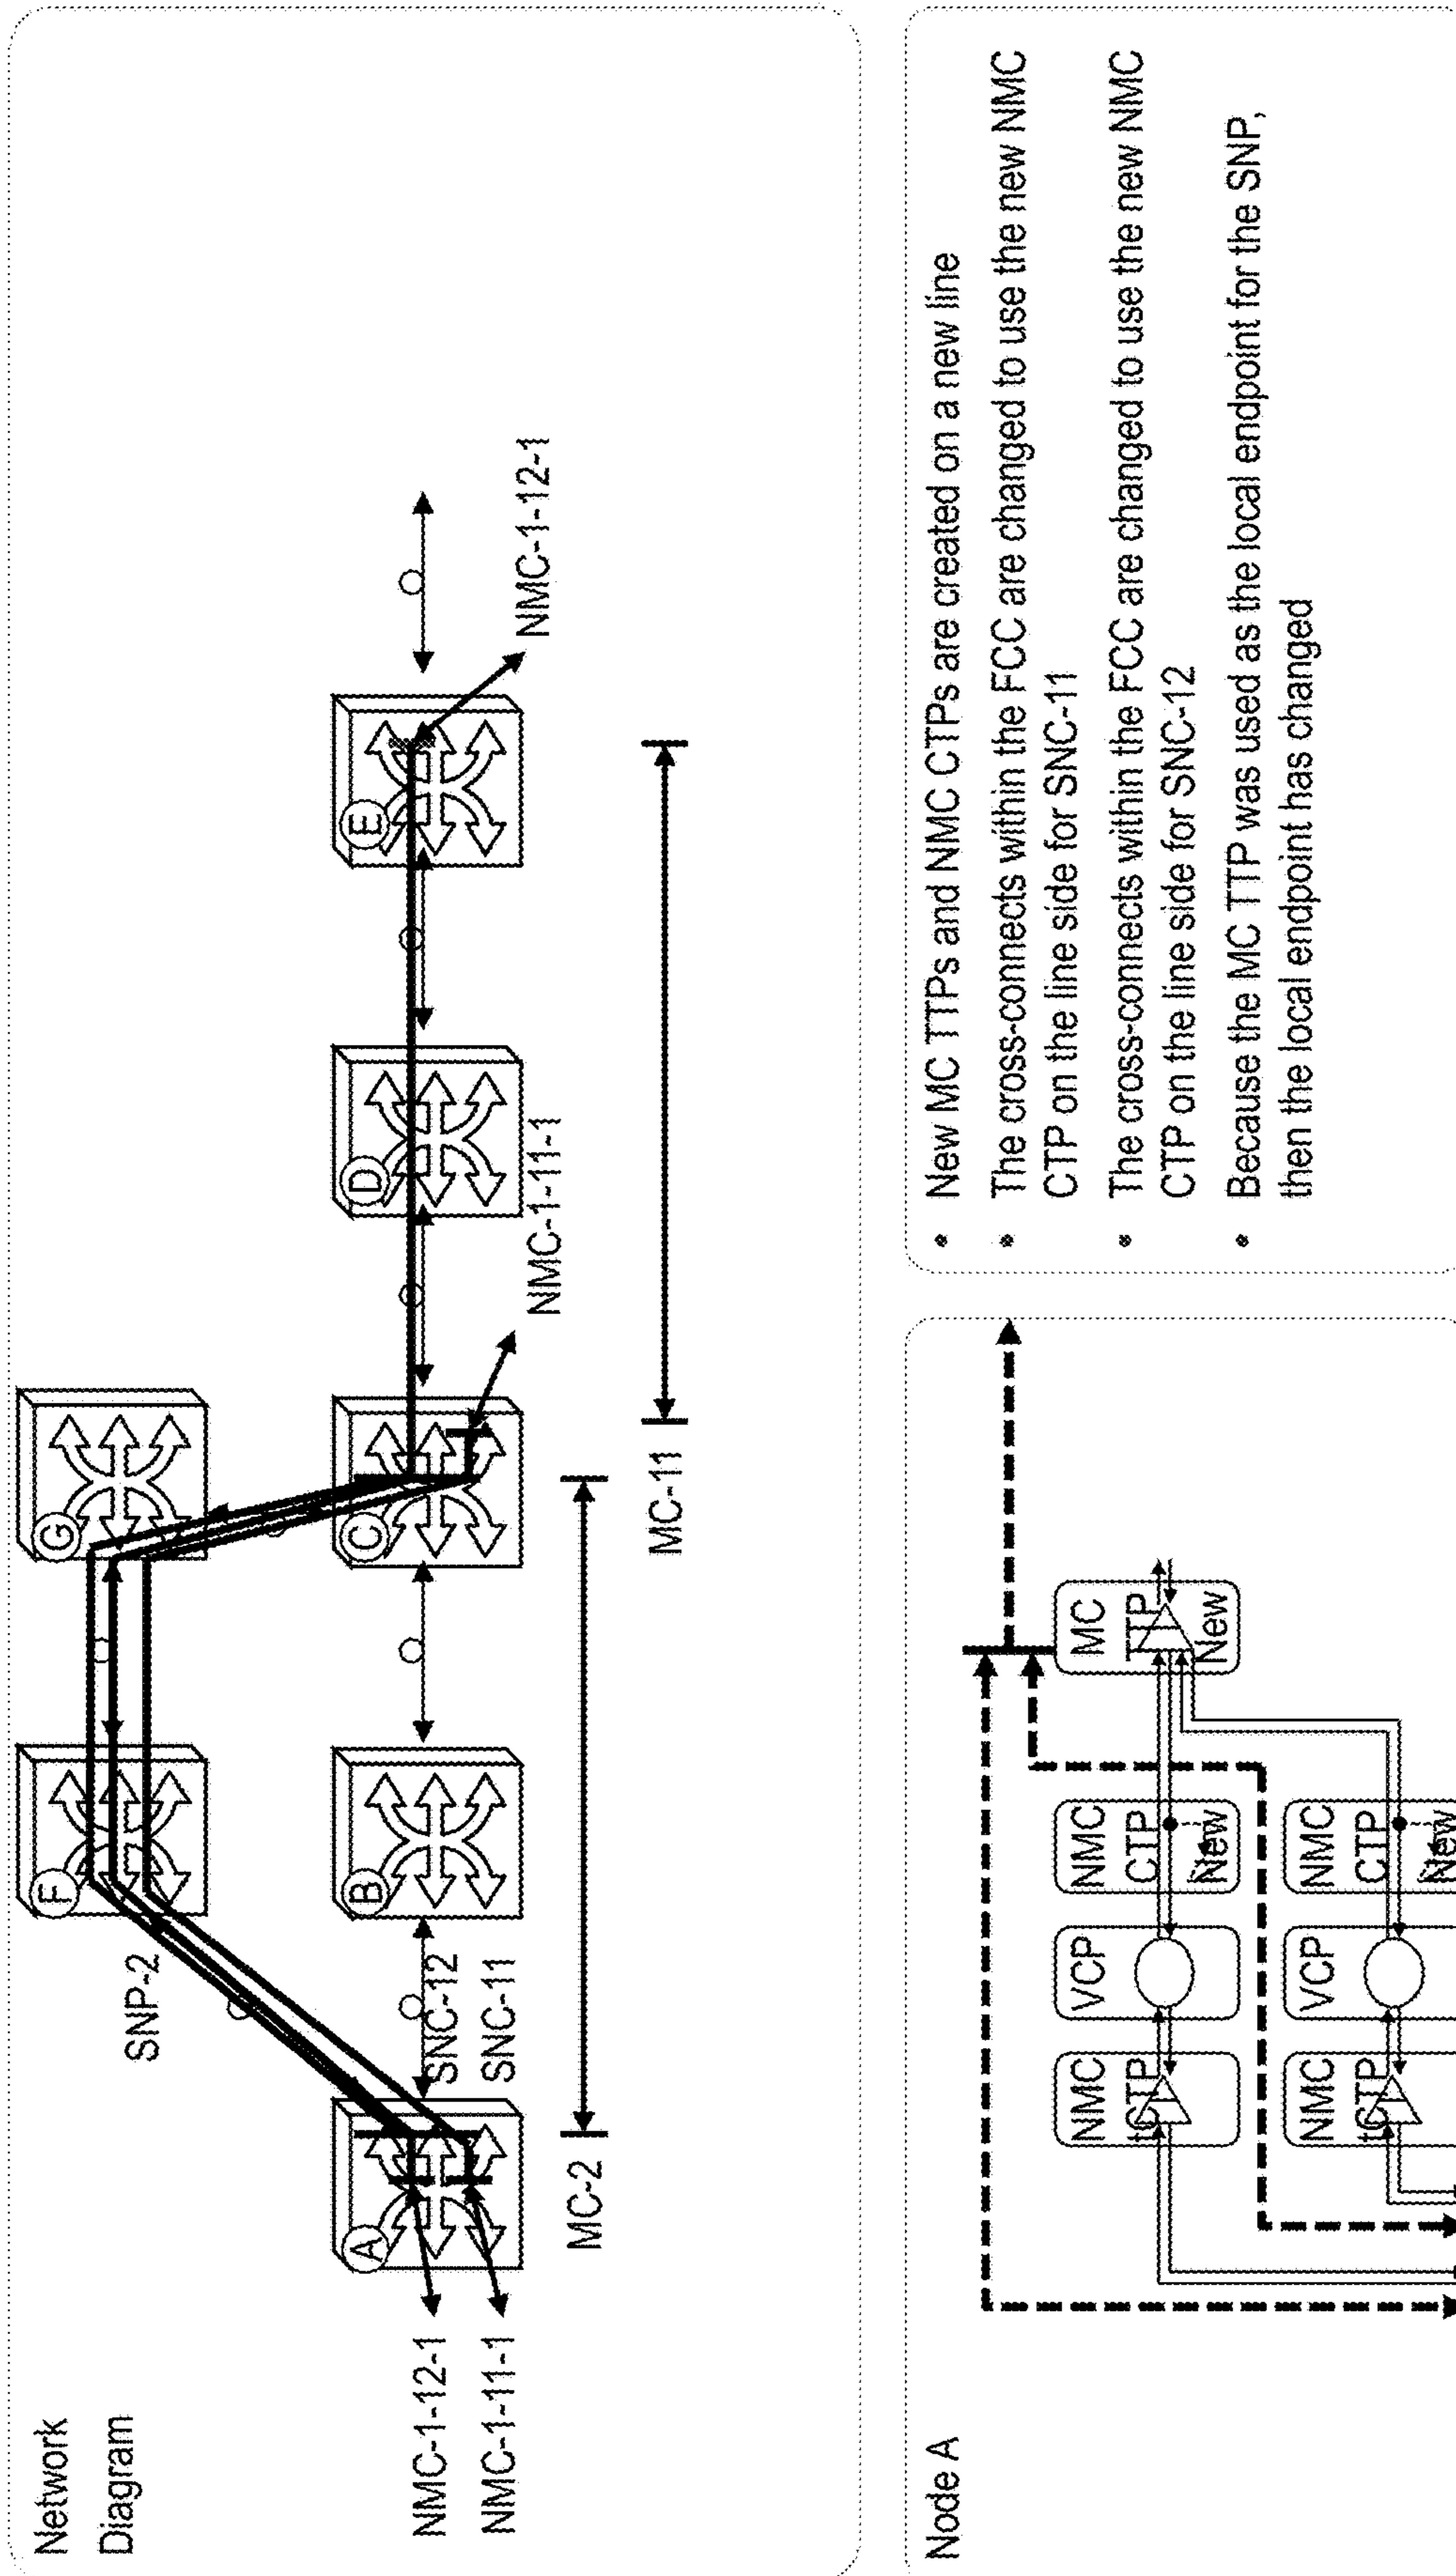 Network
Diagram
G
F
SNP-2
A
B
C
D
E
SNC-12
SNC-11
NMC-1-12-1
NMC-1-11-1
NMC-1-11-1
NMC-1-12-1
MC-2
MC-11
Node A
NMC
tCTP
VCP
NMC
CTP
New
MC
TTP
New
NMC
tCTP
VCP
NMC
CTP
New
• New MC TTPs and NMC CTPs are created on a new line
• The cross-connects within the FCC are changed to use the new NMC
CTP on the line side for SNC-11
• The cross-connects within the FCC are changed to use the new NMC
CTP on the line side for SNC-12
• Because the MC TTP was used as the local endpoint for the SNP,
then the local endpoint has changed